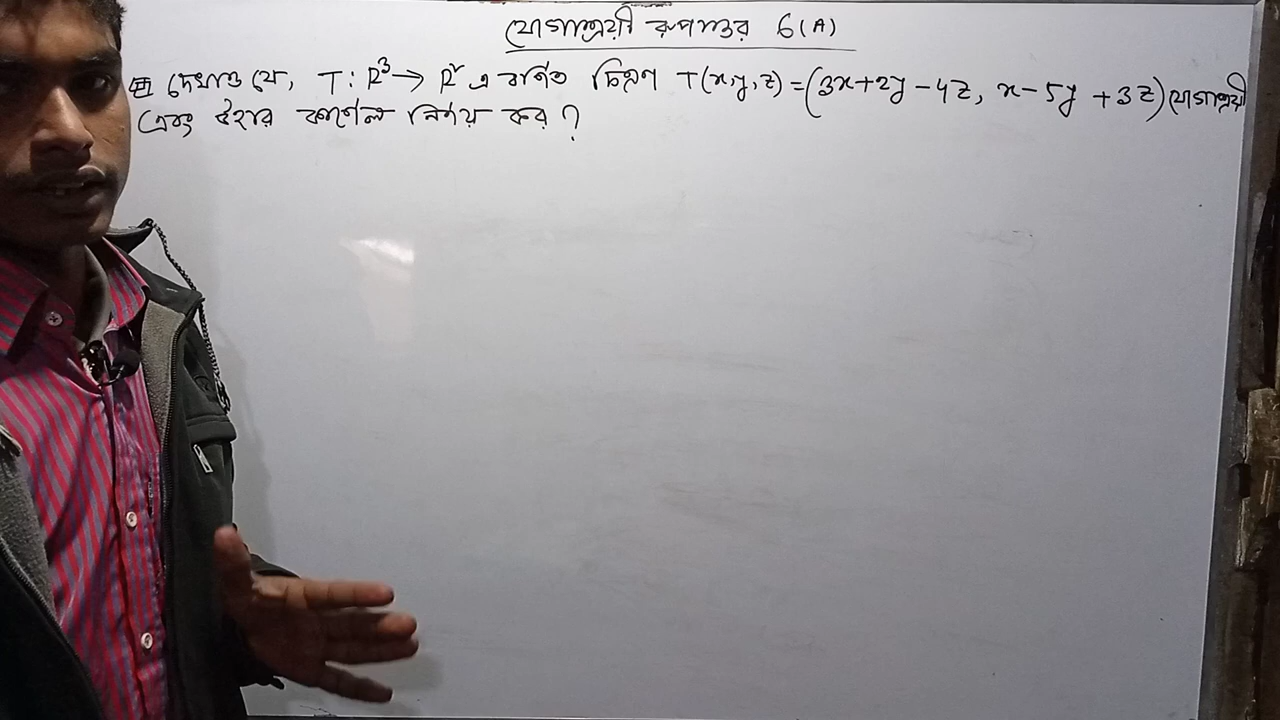 যোগাশ্রয়ী রূপান্তর 6(A)
দেখাও যে, T : R³ → R² এ বর্ণিত চিত্রণ T(x,y,z) = (3x+2y-4z, x-5y+3z) যোগাশ্রয়ী
এবং ইহার কার্ণেল নির্ণয় কর ?